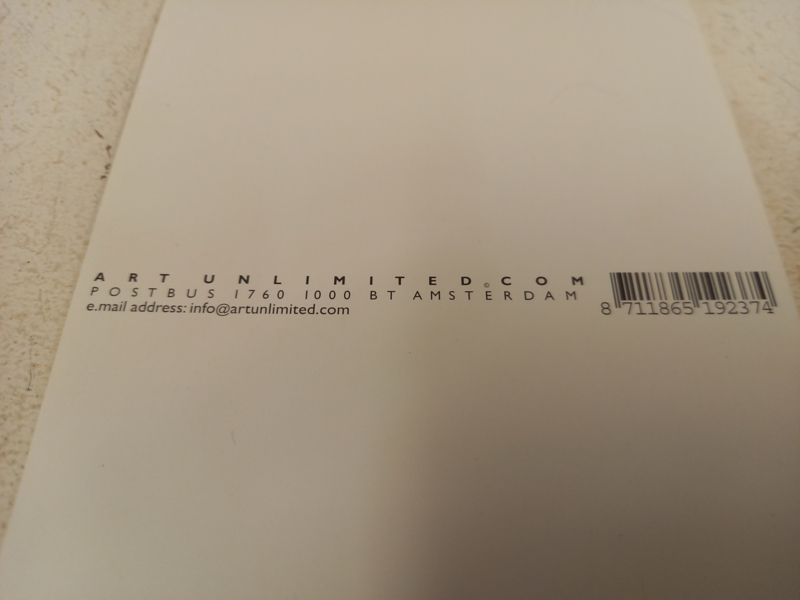 ART UNLIMITED©COM
POSTBUS 1760 1000 BT AMSTERDAM
e.mail address: info@artunlimited.com
8 711865 192374